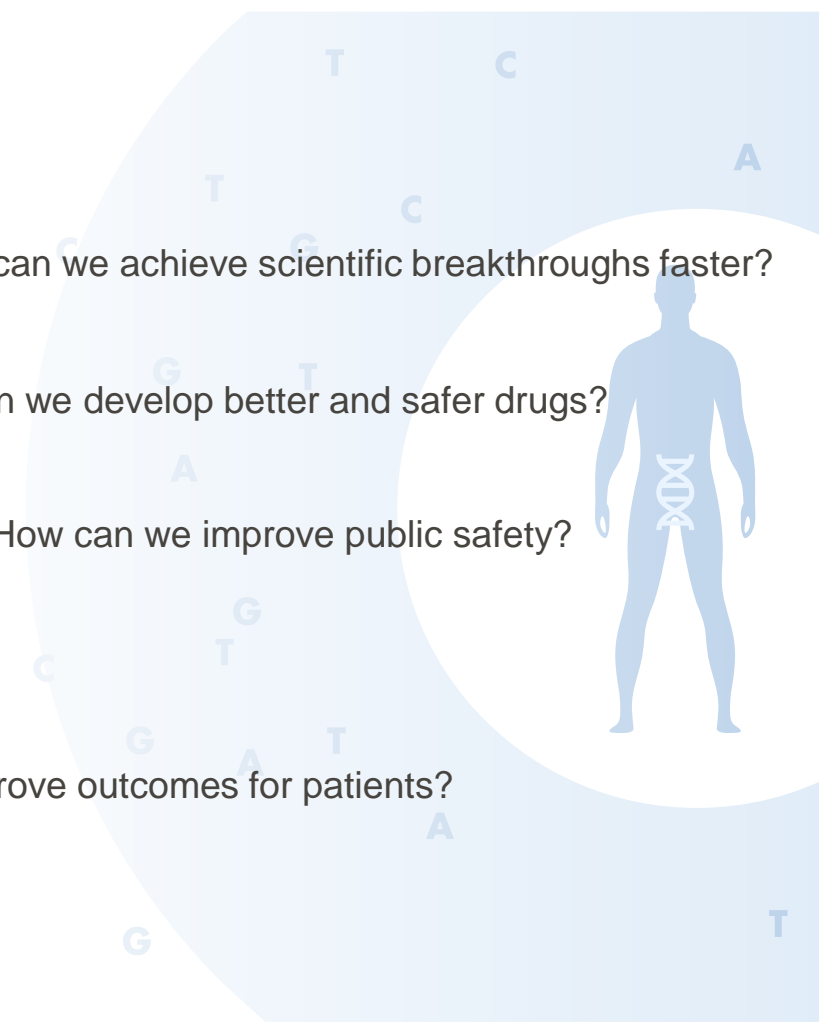 T C
A
T
C
C G
can we achieve scientific breakthroughs faster?
G T
n we develop better and safer drugs?
A
How can we improve public safety?
G
T
C
G T
A
rove outcomes for patients?
A
T
G